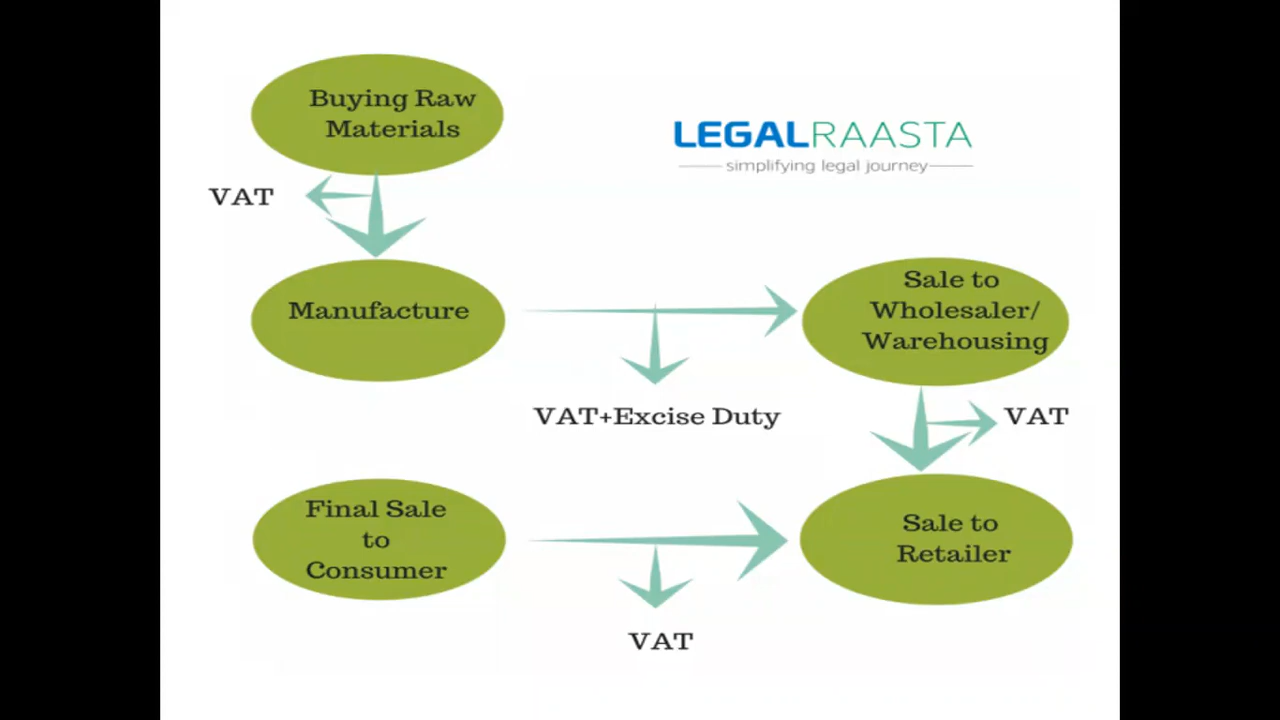 Buying Raw
Materials
LEGALRAASTA
simplifying legal journey
VAT
Manufacture
Sale to
Wholesaler/
Warehousing
VAT+Excise Duty
VAT
Final Sale
to
Consumer
Sale to
Retailer
VAT